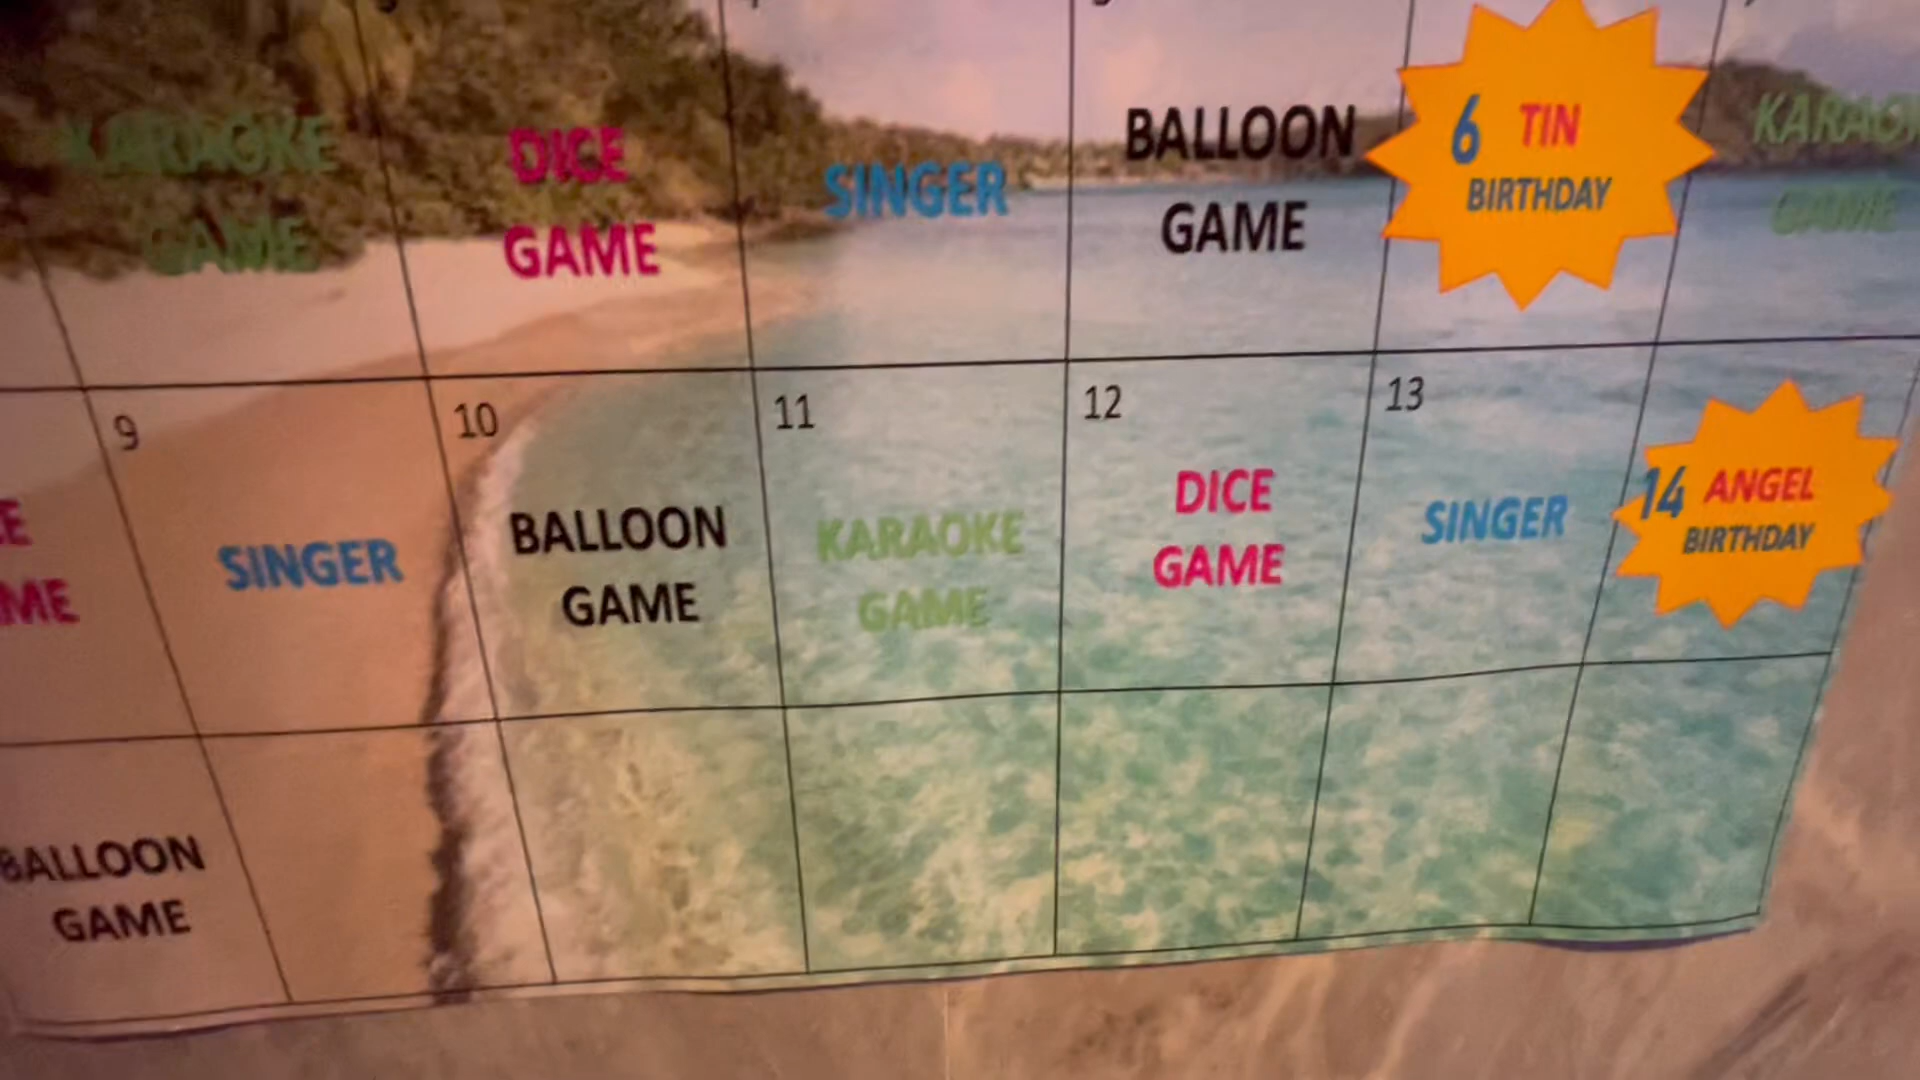 KARAOKE
GAME
DICE
GAME
SINGER
BALLOON
GAME
6 TIN
BIRTHDAY
GAME
9
SINGER
10
BALLOON
GAME
11
KARAOKE
GAME
12
DICE
GAME
13
SINGER
14 ANGEL
BIRTHDAY
BALLOON
GAME